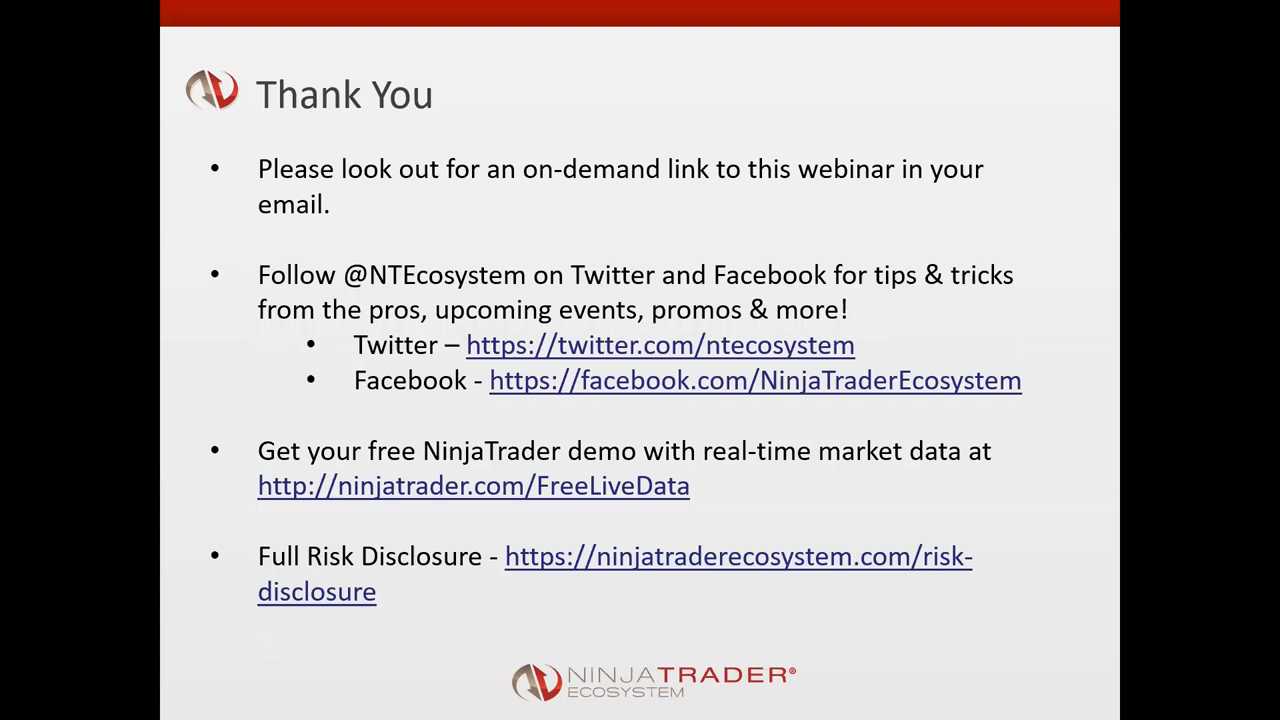 Thank You
• Please look out for an on-demand link to this webinar in your
email.
• Follow @NTEcosystem on Twitter and Facebook for tips & tricks
from the pros, upcoming events, promos & more!
• Twitter – https://twitter.com/ntecosystem
• Facebook - https://facebook.com/NinjaTraderEcosystem
• Get your free NinjaTrader demo with real-time market data at
http://ninjatrader.com/FreeLiveData
• Full Risk Disclosure - https://ninjatraderecosystem.com/risk-
disclosure
NINJATRADER®
ECOSYSTEM